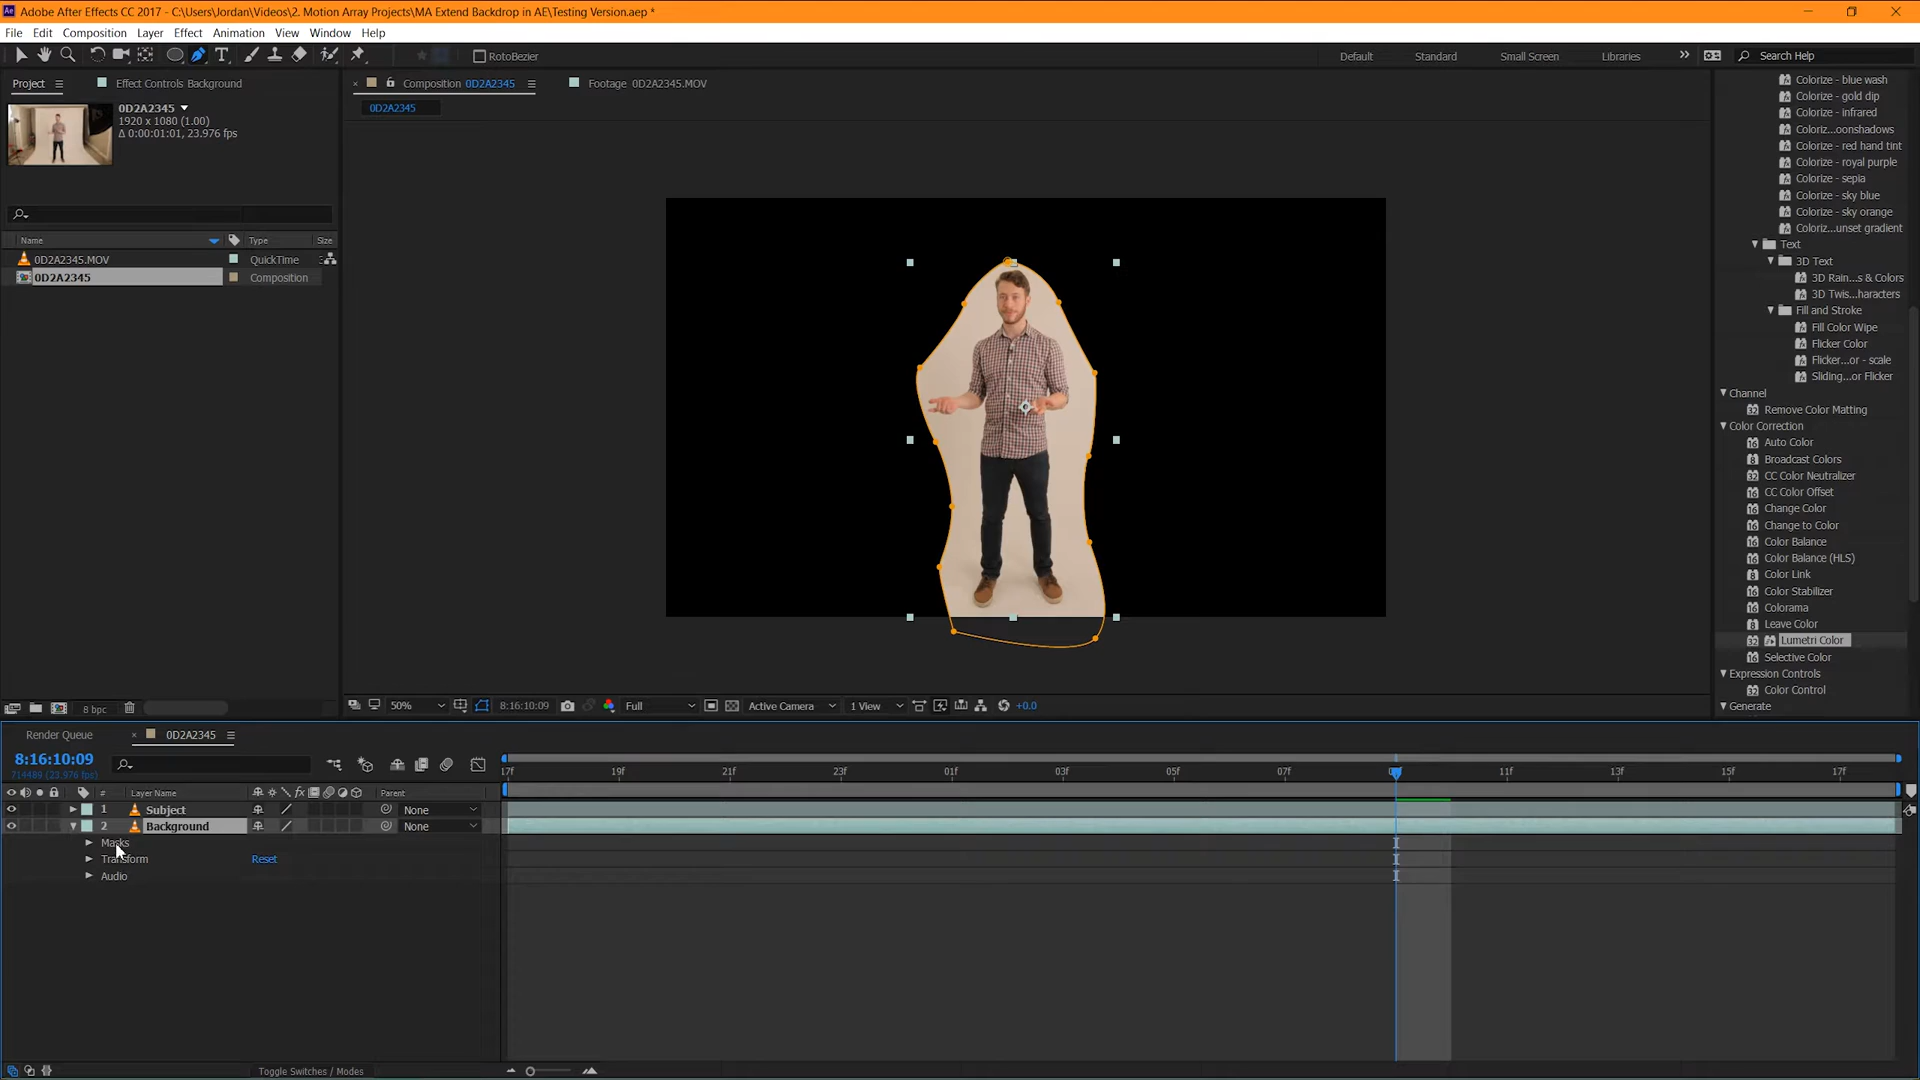 Adobe After Effects CC 2017 - C:\Users\Jordan\Videos\2. Motion Array Projects\MA Extend Backdrop in AE\Testing Version.aep *
File Edit Composition Layer Effect Animation View Window Help
RotoBezier
Default Standard Small Screen Libraries Search Help
Project Effect Controls Background
Composition 0D2A2345 Footage 0D2A2345.MOV
0D2A2345
0D2A2345
1920 x 1080 (1.00)
Δ 0:00:01:01, 23.976 fps
Name Type Size
0D2A2345.MOV QuickTime
0D2A2345 Composition
8 bpc
50% 8:16:10:09 Full Active Camera 1 View +0.0
Colorize - blue wash
Colorize - gold dip
Colorize - infrared
Coloriz...oonshadows
Colorize - red hand tint
Colorize - royal purple
Colorize - sepia
Colorize - sky blue
Colorize - sky orange
Coloriz...unset gradient
Text
3D Text
3D Rain...s & Colors
3D Twis...haracters
Fill and Stroke
Fill Color Wipe
Flicker Color
Flicker...or - scale
Sliding...or Flicker
Channel
Remove Color Matting
Color Correction
Auto Color
Broadcast Colors
CC Color Neutralizer
CC Color Offset
Change Color
Change to Color
Color Balance
Color Balance (HLS)
Color Link
Color Stabilizer
Colorama
Leave Color
Lumetri Color
Selective Color
Expression Controls
Color Control
Generate
Render Queue 0D2A2345
8:16:10:09
714489 (23.976 fps)
17f 19f 21f 23f 01f 03f 05f 07f 11f 13f 15f 17f
# Layer Name Parent
1 Subject None
2 Background None
Masks
Transform Reset
Audio
Toggle Switches / Modes